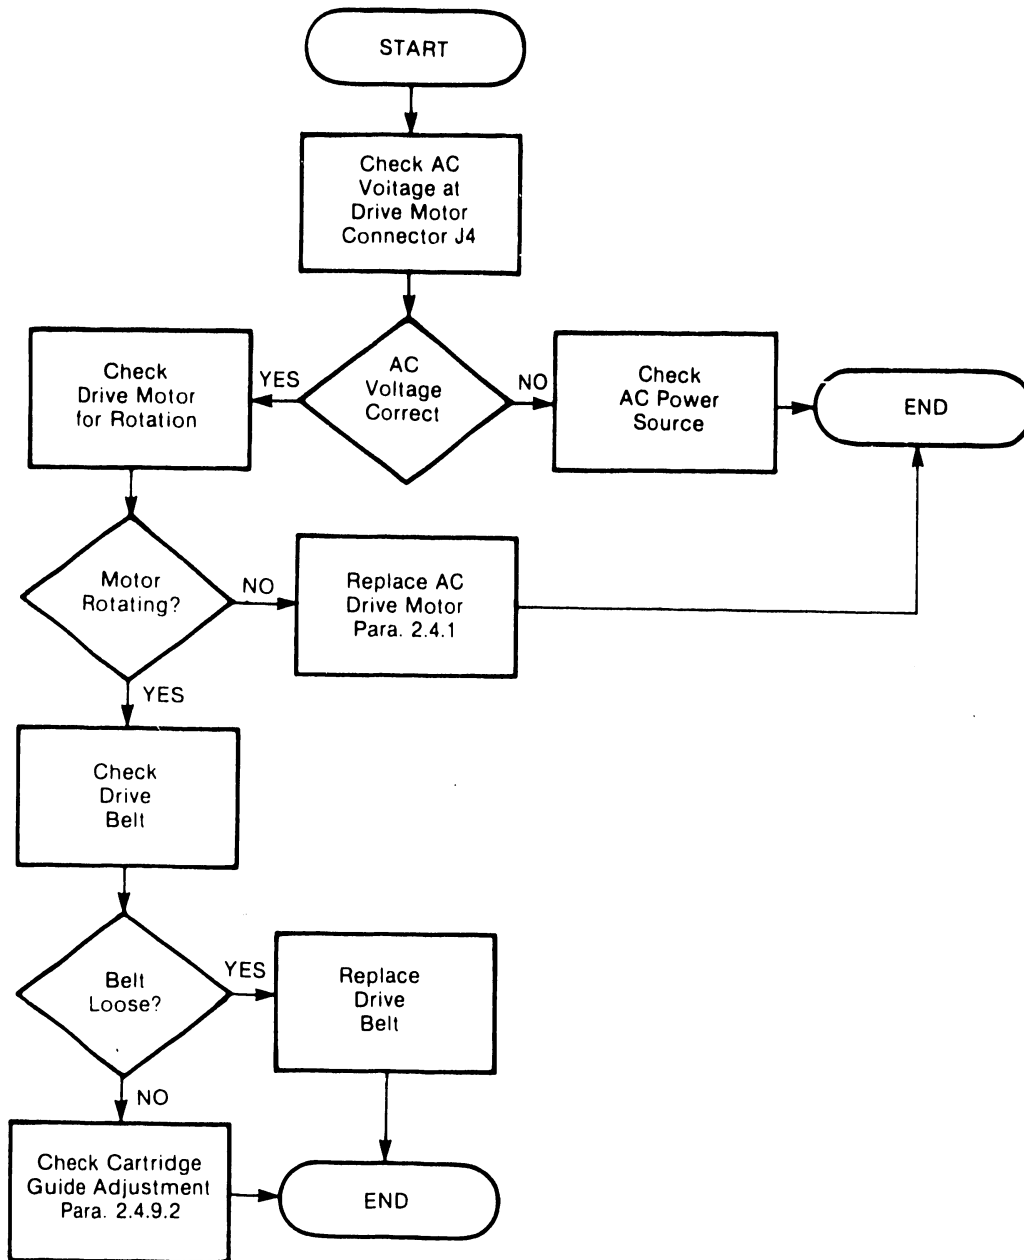 START
Check AC
Voitage at
Drive Motor
Connector J4
AC
Voltage
Correct
YES
NO
Check
Drive Motor
for Rotation
Check
AC Power
Source
END
Motor
Rotating?
NO
Replace AC
Drive Motor
Para. 2.4.1
YES
Check
Drive
Belt
Belt
Loose?
YES
Replace
Drive
Belt
NO
Check Cartridge
Guide Adjustment
Para. 2.4.9.2
END